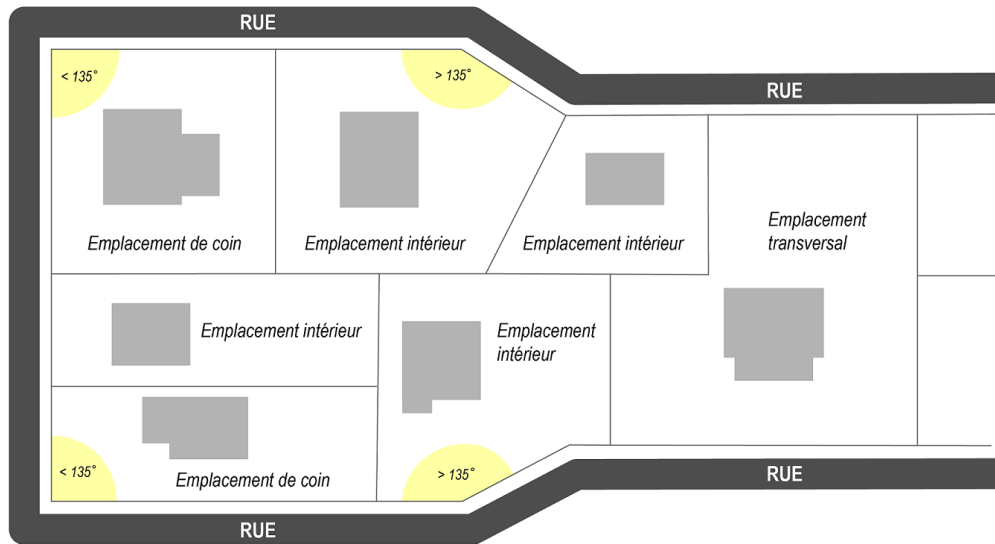 RUE
< 135°
> 135°
RUE
Emplacement de coin
Emplacement intérieur
Emplacement intérieur
Emplacement
transversal
Emplacement intérieur
Emplacement
intérieur
< 135°
Emplacement de coin
> 135°
RUE
RUE